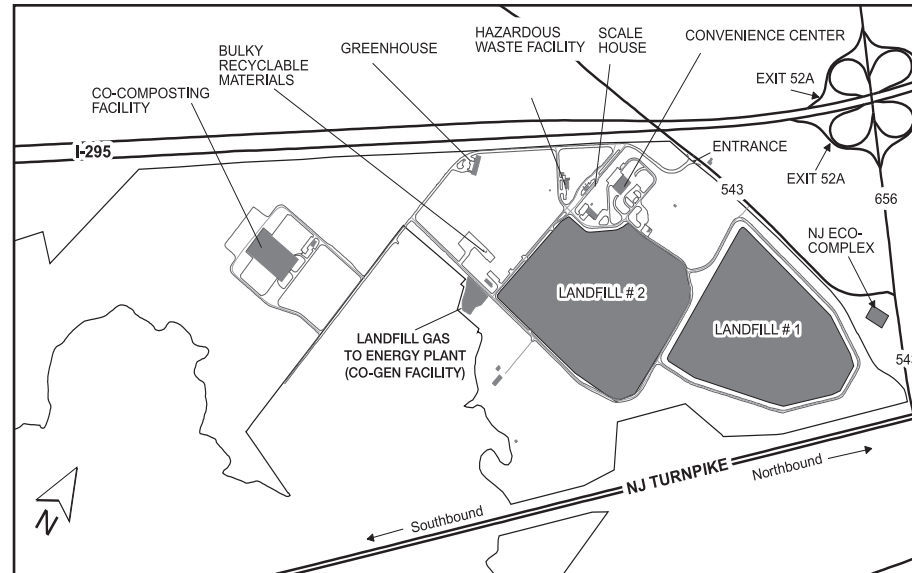 HAZARDOUS
WASTE FACILITY
SCALE
HOUSE
CONVENIENCE CENTER
BULKY
RECYCLABLE
MATERIALS
GREENHOUSE
CO-COMPOSTING
FACILITY
EXIT 52A
I-295
ENTRANCE
EXIT 52A
543
656
NJ ECO-
COMPLEX
LANDFILL # 2
LANDFILL # 1
LANDFILL GAS
TO ENERGY PLANT
(CO-GEN FACILITY)
543
NJ TURNPIKE
Northbound
Southbound
N